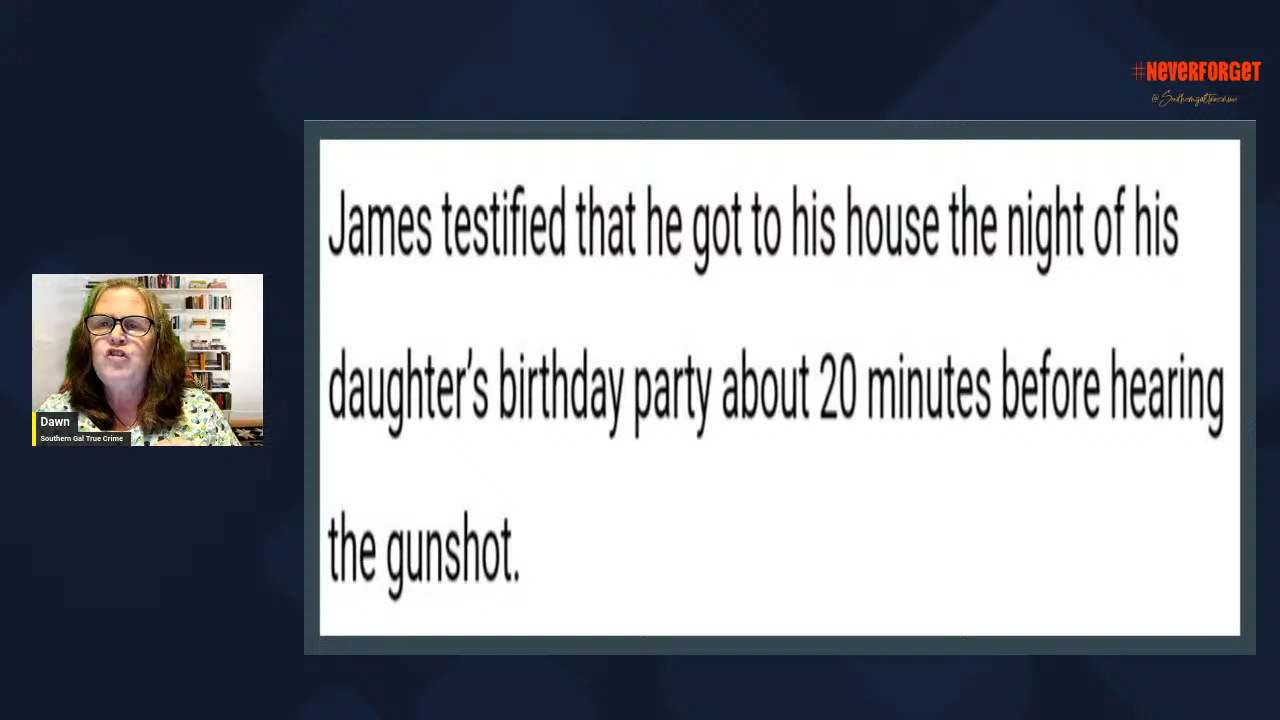 #NEVERFORGET
@Southerngaltruecrime
James testified that he got to his house the night of his
daughter's birthday party about 20 minutes before hearing
the gunshot.
Dawn
Southern Gal True Crime